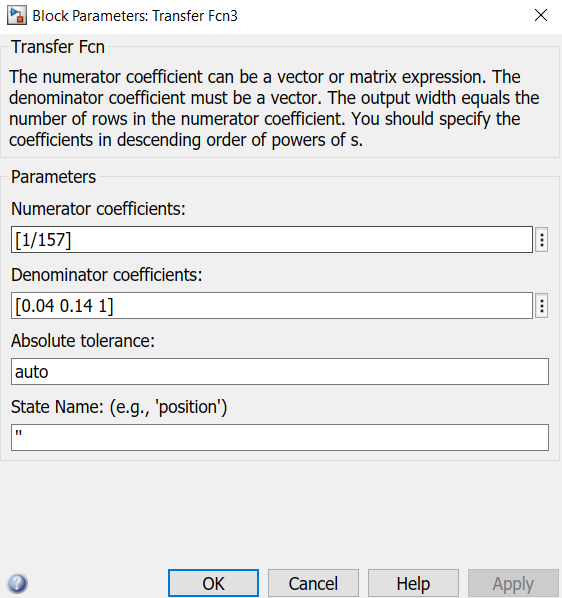 Block Parameters: Transfer Fcn3
Transfer Fcn
The numerator coefficient can be a vector or matrix expression. The
denominator coefficient must be a vector. The output width equals the
number of rows in the numerator coefficient. You should specify the
coefficients in descending order of powers of s.
Parameters
Numerator coefficients:
[1/157]
Denominator coefficients:
[0.04 0.14 1]
Absolute tolerance:
auto
State Name: (e.g., 'position')
''
OK Cancel Help Apply